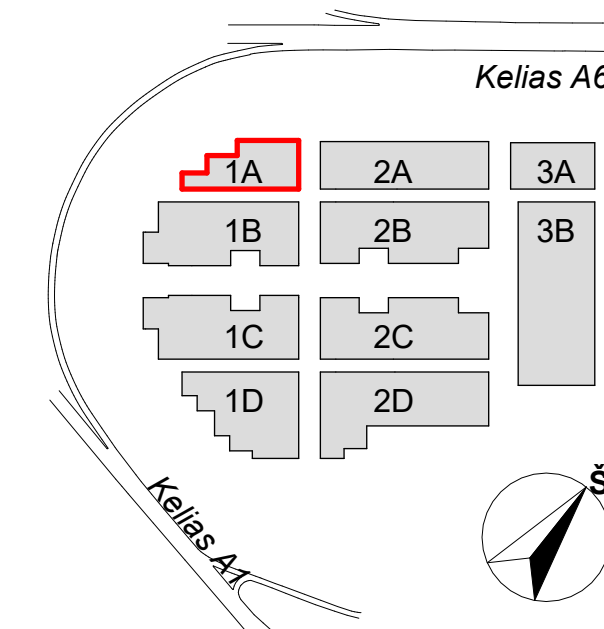 Kelias A6
1A 2A 3A
1B 2B 3B
1C 2C
1D 2D
Š
Kelias A1